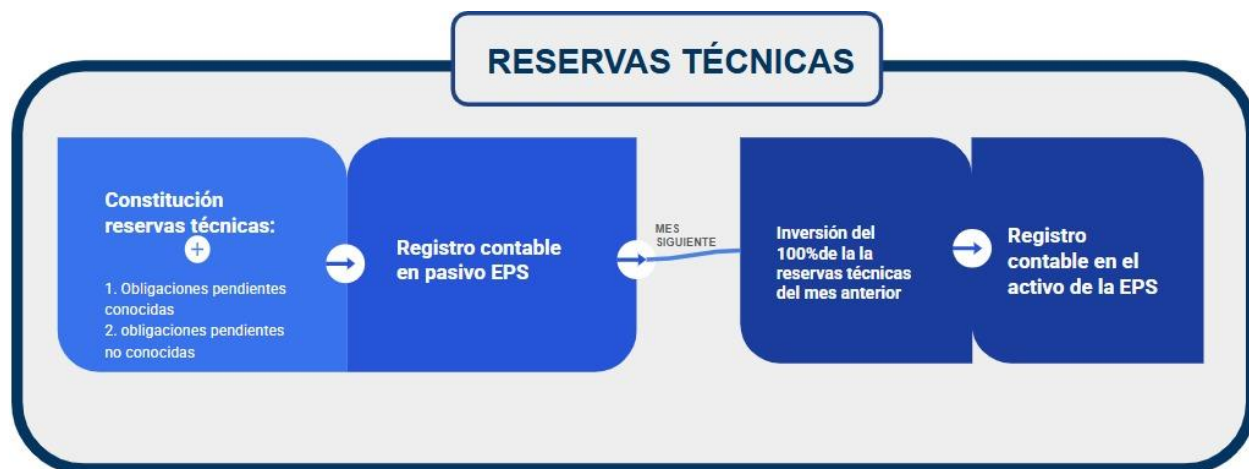 RESERVAS TÉCNICAS
Constitución
reservas técnicas:
+
1. Obligaciones pendientes
conocidas
2. obligaciones pendientes
no conocidas
Registro contable
en pasivo EPS
MES
SIGUIENTE
Inversión del
100%de la la
reservas técnicas
del mes anterior
Registro
contable en el
activo de la EPS